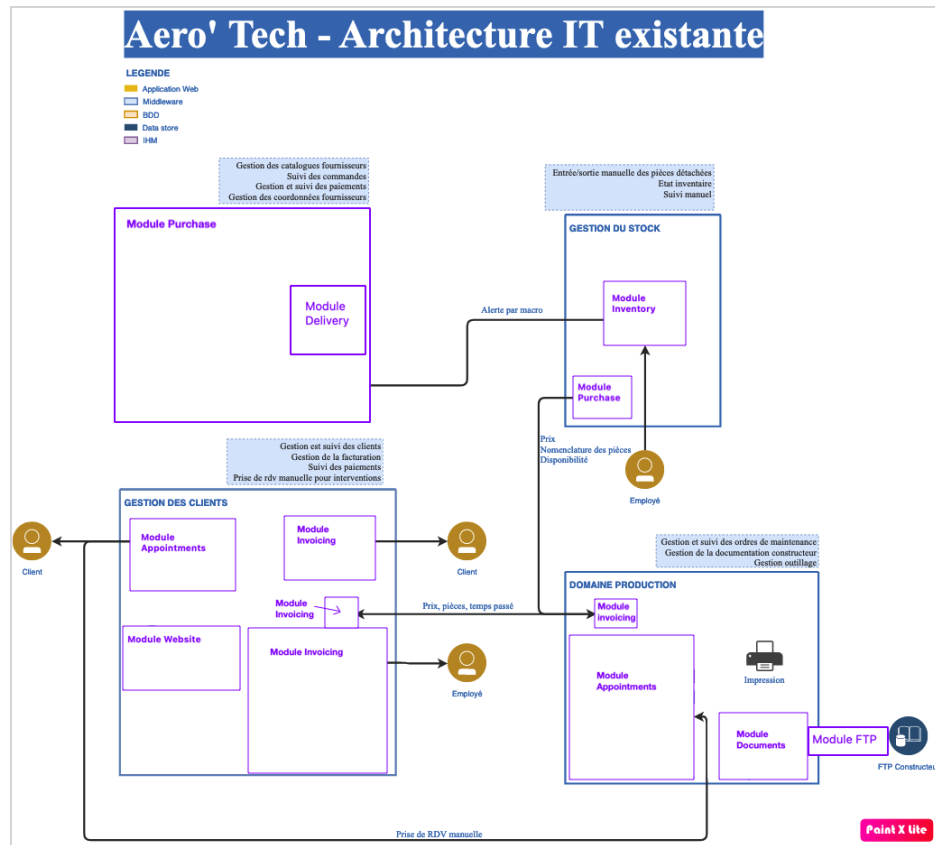 Aero' Tech - Architecture IT existante
LEGENDE
Application Web
Middleware
BDD
Data store
IHM
Gestion des catalogues fournisseurs
Suivi des commandes
Gestion et suivi des paiements
Gestion des coordonnées fournisseurs
Module Purchase
Module
Delivery
Alerte par macro
Entrée/sortie manuelle des pièces détachées
Etat inventaire
Suivi manuel
GESTION DU STOCK
Module
Inventory
Module
Purchase
Prix
Nomenclature des pièces
Disponibilité
Employé
Gestion est suivi des clients
Gestion de la facturation
Suivi des paiements
Prise de rdv manuelle pour interventions
GESTION DES CLIENTS
Module
Appointments
Module
Invoicing
Client
Client
Module
Invoicing
Prix, pièces, temps passé
Module Website
Module Invoicing
Employé
Gestion et suivi des ordres de maintenance
Gestion de la documentation constructeur
Gestion outillage
DOMAINE PRODUCTION
Module
invoicing
Module
Appointments
Impression
Module
Documents
Module FTP
FTP Constructeu
Prise de RDV manuelle
Paint X Lite